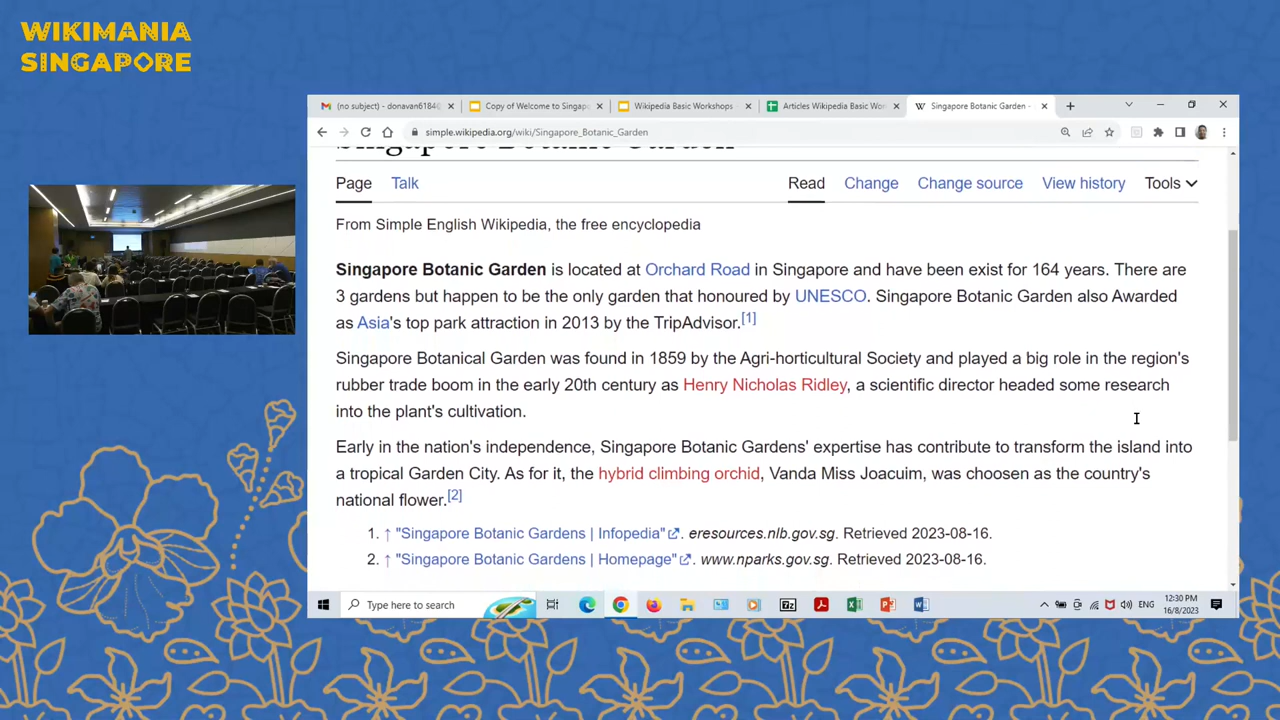 WIKIMANIA
SINGAPORE
(no subject) - donavan6184
Copy of Welcome to Singap
Wikipedia Basic Workshops -
Articles Wikipedia Basic Wor
Singapore Botanic Garden -
simple.wikipedia.org/wiki/Singapore_Botanic_Garden
Singapore Botanic Garden
Page Talk Read Change Change source View history Tools
From Simple English Wikipedia, the free encyclopedia
Singapore Botanic Garden is located at Orchard Road in Singapore and have been exist for 164 years. There are
3 gardens but happen to be the only garden that honoured by UNESCO. Singapore Botanic Garden also Awarded
as Asia's top park attraction in 2013 by the TripAdvisor.[1]
Singapore Botanical Garden was found in 1859 by the Agri-horticultural Society and played a big role in the region's
rubber trade boom in the early 20th century as Henry Nicholas Ridley, a scientific director headed some research
into the plant's cultivation.
Early in the nation's independence, Singapore Botanic Gardens' expertise has contribute to transform the island into
a tropical Garden City. As for it, the hybrid climbing orchid, Vanda Miss Joacuim, was choosen as the country's
national flower.[2]
1. ↑ "Singapore Botanic Gardens | Infopedia". eresources.nlb.gov.sg. Retrieved 2023-08-16.
2. ↑ "Singapore Botanic Gardens | Homepage". www.nparks.gov.sg. Retrieved 2023-08-16.
Type here to search
ENG
12:30 PM
16/8/2023